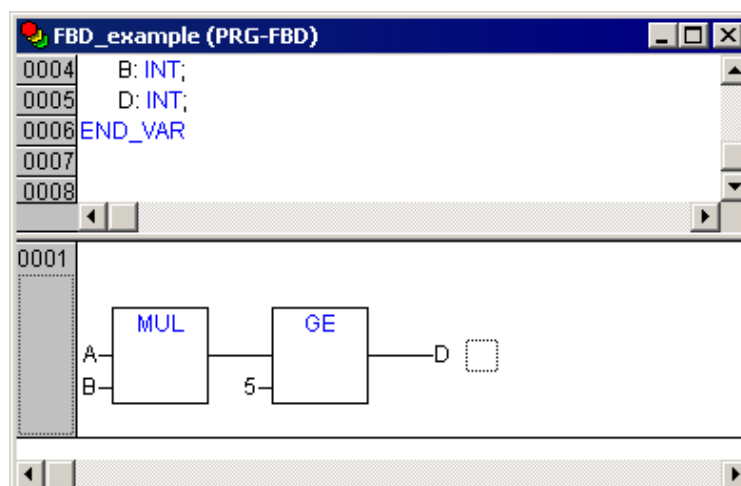 FBD_example (PRG-FBD)
0004 B: INT;
0005 D: INT;
0006 END_VAR
0007
0008
0001
MUL GE
A D
B 5